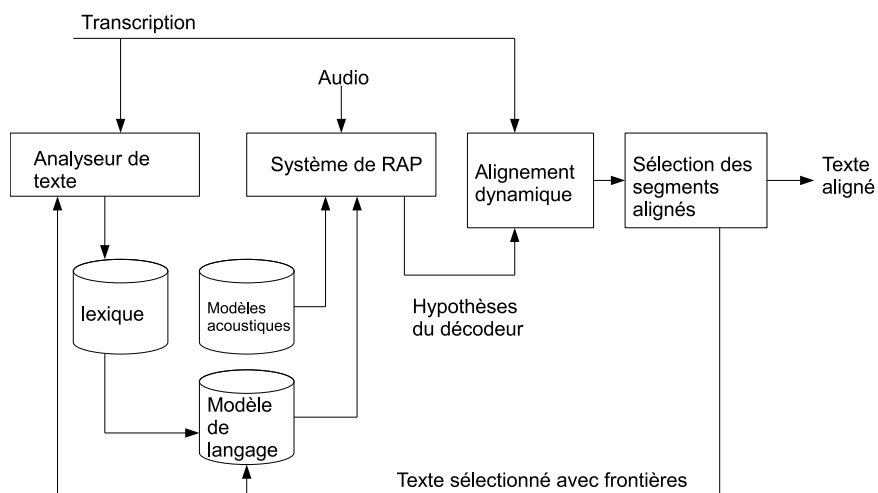 Transcription
Audio
Analyseur de
texte
Système de RAP
Alignement
dynamique
Sélection des
segments
alignés
Texte
aligné
lexique
Modèles
acoustiques
Hypothèses
du décodeur
Modèle
de
langage
Texte sélectionné avec frontières